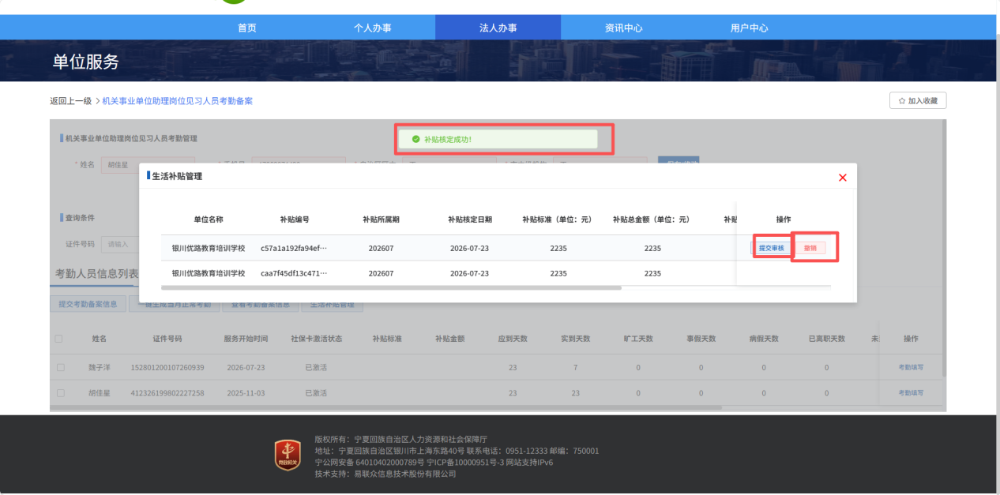 首页 个人办事 法人办事 资讯中心 用户中心
单位服务
返回上一级 > 机关事业单位助理岗位见习人员考勤备案
☆ 加入收藏
机关事业单位助理岗位见习人员考勤管理
补贴核定成功!
* 姓名 胡佳星
生活补贴管理
查询条件
单位名称 补贴编号 补贴所属期 补贴核定日期 补贴标准（单位：元） 补贴总金额（单位：元） 补贴 操作
证件号码 请输入
银川优路教育培训学校 c57a1a192fa94ef··· 202607 2026-07-23 2235 2235 提交审核 撤销
考勤人员信息列表
银川优路教育培训学校 caa7f45df13c471··· 202607 2026-07-23 2235 2235
提交考勤备案信息 一键生成当月正常考勤 查看考勤备案信息 生活补贴管理
姓名 证件号码 服务开始时间 社保卡激活状态 补贴标准 补贴金额 应到天数 实到天数 旷工天数 事假天数 病假天数 已离职天数 未 操作
魏子洋 152801200107260939 2026-07-23 已激活 23 7 0 0 0 0 考勤填写
胡佳星 412326199802227258 2025-11-03 已激活 23 23 0 0 0 0 考勤填写
版权所有：宁夏回族自治区人力资源和社会保障厅
地址：宁夏回族自治区银川市上海东路40号 联系电话：0951-12333 邮编：750001
宁公网安备 64010402000789号 宁ICP备10000951号-3 网站支持IPv6
技术支持：易联众信息技术股份有限公司
党政机关